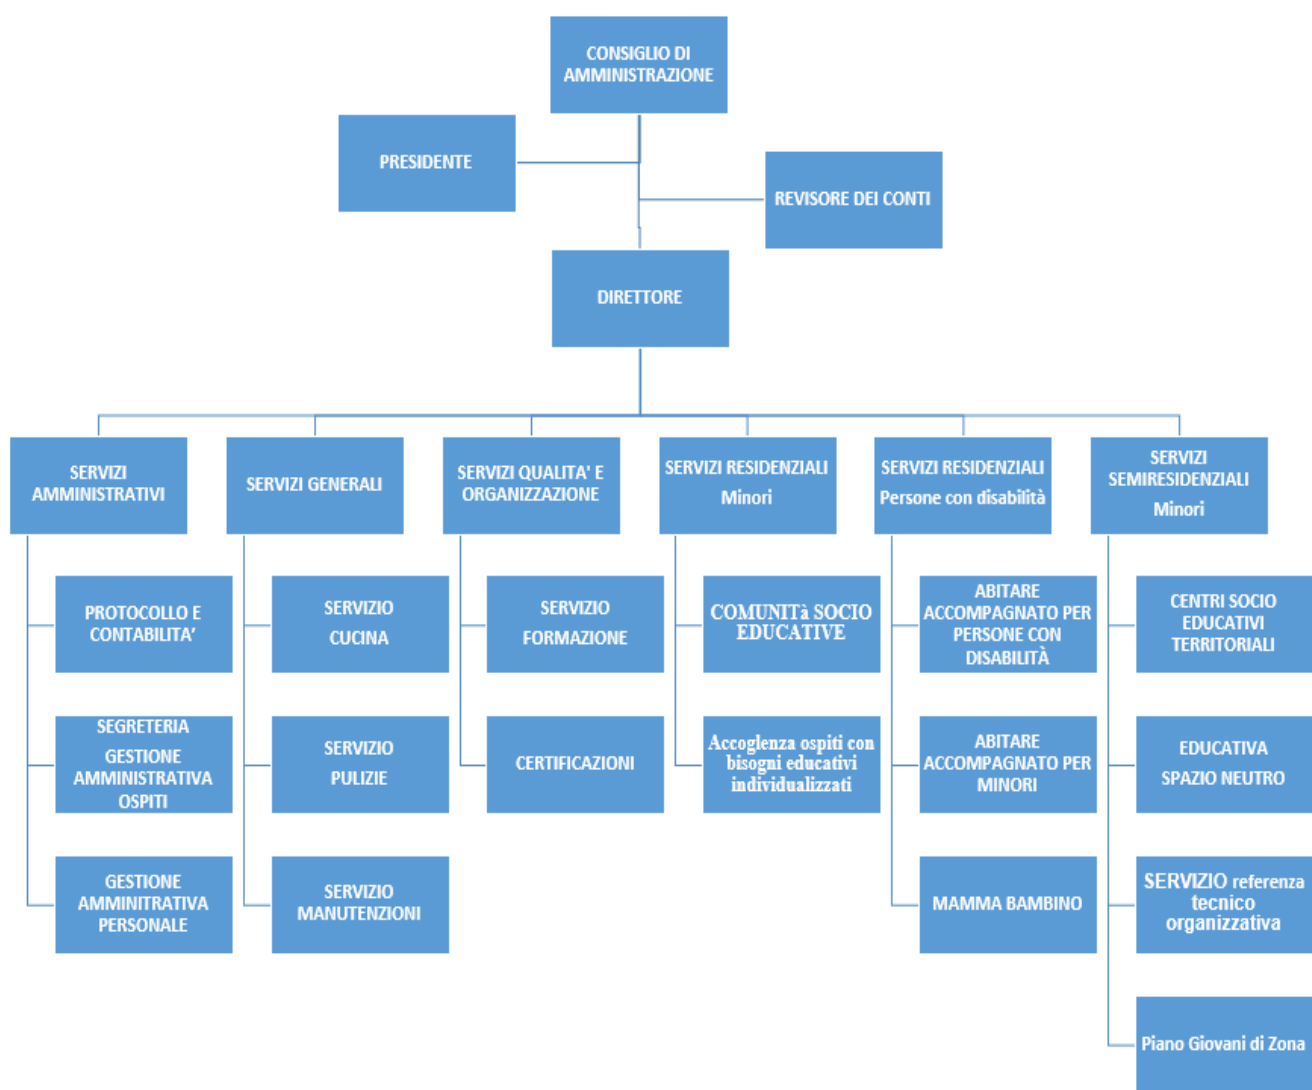 CONSIGLIO DI
AMMINISTRAZIONE
PRESIDENTE
REVISORE DEI CONTI
DIRETTORE
SERVIZI
AMMINISTRATIVI
SERVIZI GENERALI
SERVIZI QUALITA' E
ORGANIZZAZIONE
SERVIZI RESIDENZIALI
Minori
SERVIZI RESIDENZIALI
Persone con disabilità
SERVIZI
SEMIRESIDENZIALI
Minori
PROTOCOLLO E
CONTABILITA’
SERVIZIO
CUCINA
SERVIZIO
FORMAZIONE
COMUNITà SOCIO
EDUCATIVE
ABITARE
ACCOMPAGNATO PER
PERSONE CON
DISABILITÀ
CENTRI SOCIO
EDUCATIVI
TERRITORIALI
SEGRETERIA
GESTIONE
AMMINISTRATIVA
OSPITI
SERVIZIO
PULIZIE
CERTIFICAZIONI
Accoglenza ospiti con
bisogni educativi
individualizzati
ABITARE
ACCOMPAGNATO PER
MINORI
EDUCATIVA
SPAZIO NEUTRO
GESTIONE
AMMINITRATIVA
PERSONALE
SERVIZIO
MANUTENZIONI
MAMMA BAMBINO
SERVIZIO referenza
tecnico
organizzativa
Piano Giovani di Zona